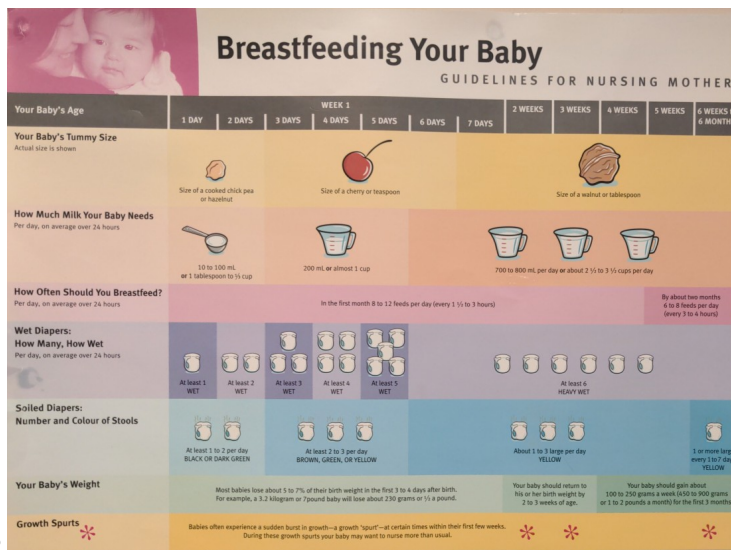 Breastfeeding Your Baby
GUIDELINES FOR NURSING MOTHER
Your Baby's Age
WEEK 1
1 DAY
2 DAYS
3 DAYS
4 DAYS
5 DAYS
6 DAYS
7 DAYS
2 WEEKS
3 WEEKS
4 WEEKS
5 WEEKS
6 WEEKS
6 MONTH
Your Baby's Tummy Size
Actual size is shown
Size of a cooked chick pea
or hazelnut
Size of a cherry or teaspoon
Size of a walnut or tablespoon
How Much Milk Your Baby Needs
Per day, on average over 24 hours
10 to 100 mL
or 1 tablespoon to ⅓ cup
200 mL or almost 1 cup
700 to 800 mL per day or about 2 ⅔ to 3 ⅓ cups per day
How Often Should You Breastfeed?
Per day, on average over 24 hours
In the first month 8 to 12 feeds per day (every 1 ½ to 3 hours)
By about two months
6 to 8 feeds per day
(every 3 to 4 hours)
Wet Diapers:
How Many, How Wet
Per day, on average over 24 hours
At least 1
WET
At least 2
WET
At least 3
WET
At least 4
WET
At least 5
WET
At least 6
HEAVY WET
Soiled Diapers:
Number and Colour of Stools
At least 1 to 2 per day
BLACK OR DARK GREEN
At least 2 to 3 per day
BROWN, GREEN, OR YELLOW
About 1 to 3 large per day
YELLOW
1 or more larg
every 1 to 7 da
YELLOW
Your Baby's Weight
Most babies lose about 5 to 7% of their birth weight in the first 3 to 4 days after birth.
For example, a 3.2 kilogram or 7pound baby will lose about 230 grams or ½ a pound.
Your baby should return to
his or her birth weight by
2 to 3 weeks of age.
Your baby should gain about
100 to 250 grams a week (450 to 900 grams
or 1 to 2 pounds a month) for the first 3 months
Growth Spurts
Babies often experience a sudden burst in growth—a growth "spurt"—at certain times within their first few weeks.
During these growth spurts your baby may want to nurse more than usual.